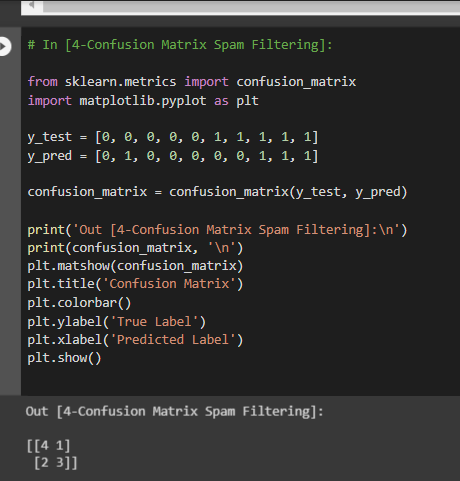 # In [4-Confusion Matrix Spam Filtering]:
from sklearn.metrics import confusion_matrix
import matplotlib.pyplot as plt
y_test = [0, 0, 0, 0, 0, 1, 1, 1, 1, 1]
y_pred = [0, 1, 0, 0, 0, 0, 0, 1, 1, 1]
confusion_matrix = confusion_matrix(y_test, y_pred)
print('Out [4-Confusion Matrix Spam Filtering]:\n')
print(confusion_matrix, '\n')
plt.matshow(confusion_matrix)
plt.title('Confusion Matrix')
plt.colorbar()
plt.ylabel('True Label')
plt.xlabel('Predicted Label')
plt.show()
Out [4-Confusion Matrix Spam Filtering]:
[[4 1]
 [2 3]]